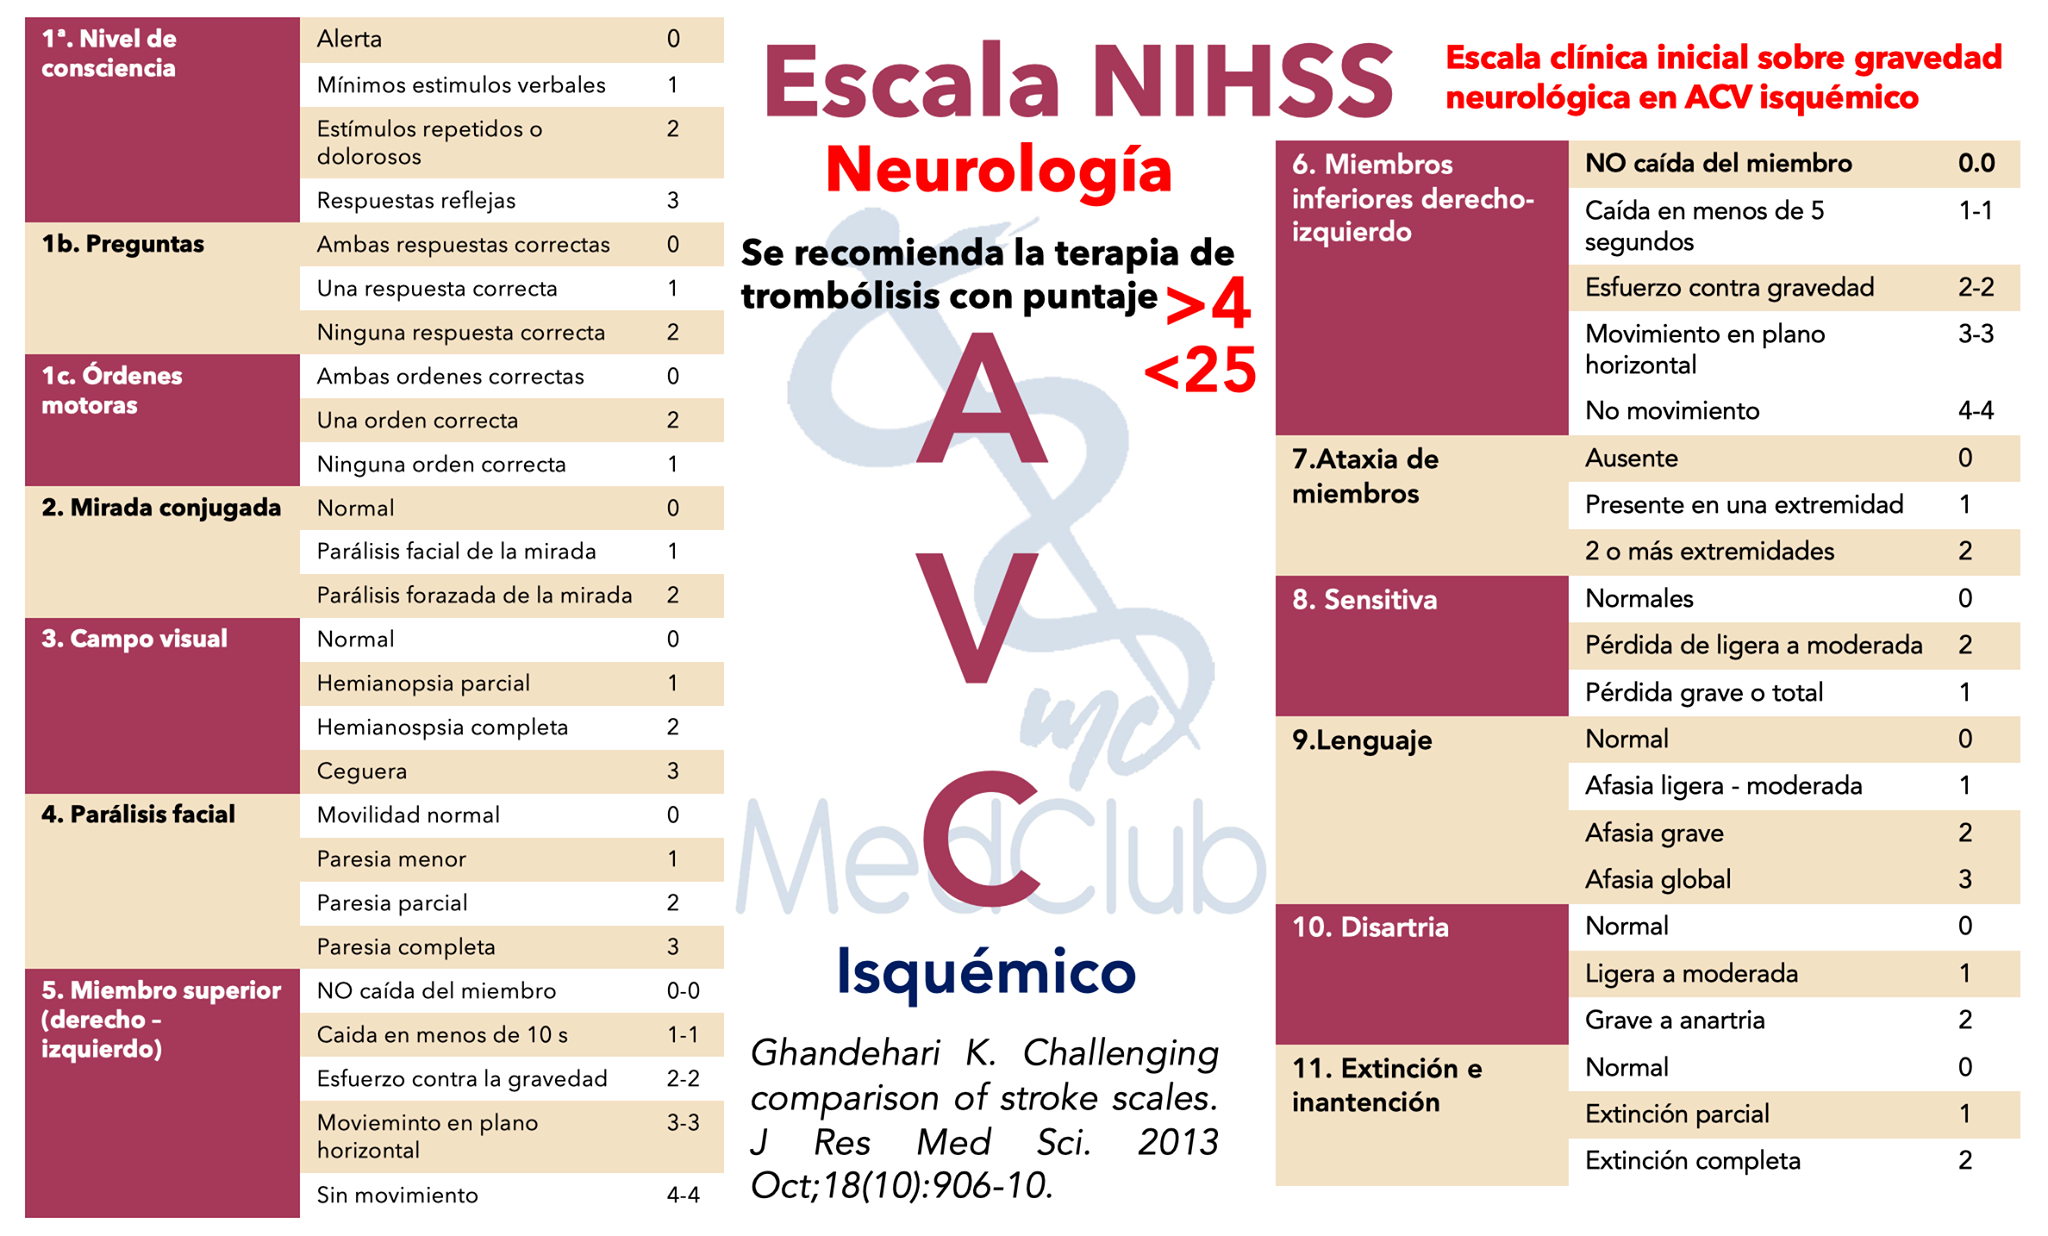 1ª. Nivel de
consciencia
Alerta 0
Mínimos estimulos verbales 1
Estímulos repetidos o
dolorosos 2
Respuestas reflejas 3
1b. Preguntas
Ambas respuestas correctas 0
Una respuesta correcta 1
Ninguna respuesta correcta 2
1c. Órdenes
motoras
Ambas ordenes correctas 0
Una orden correcta 2
Ninguna orden correcta 1
2. Mirada conjugada
Normal 0
Parálisis facial de la mirada 1
Parálisis forazada de la mirada 2
3. Campo visual
Normal 0
Hemianopsia parcial 1
Hemianospsia completa 2
Ceguera 3
4. Parálisis facial
Movilidad normal 0
Paresia menor 1
Paresia parcial 2
Paresia completa 3
5. Miembro superior
(derecho –
izquierdo)
NO caída del miembro 0-0
Caida en menos de 10 s 1-1
Esfuerzo contra la gravedad 2-2
Movieminto en plano
horizontal 3-3
Sin movimiento 4-4
Escala NIHSS
Neurología
Se recomienda la terapia de
trombólisis con puntaje >4
<25
A
V
C
mc
MedClub
Isquémico
Ghandehari K. Challenging
comparison of stroke scales.
J Res Med Sci. 2013
Oct;18(10):906-10.
Escala clínica inicial sobre gravedad
neurológica en ACV isquémico
6. Miembros
inferiores derecho-
izquierdo
NO caída del miembro 0.0
Caída en menos de 5
segundos 1-1
Esfuerzo contra gravedad 2-2
Movimiento en plano
horizontal 3-3
No movimiento 4-4
7.Ataxia de
miembros
Ausente 0
Presente en una extremidad 1
2 o más extremidades 2
8. Sensitiva
Normales 0
Pérdida de ligera a moderada 2
Pérdida grave o total 1
9.Lenguaje
Normal 0
Afasia ligera - moderada 1
Afasia grave 2
Afasia global 3
10. Disartria
Normal 0
Ligera a moderada 1
Grave a anartria 2
11. Extinción e
inantención
Normal 0
Extinción parcial 1
Extinción completa 2